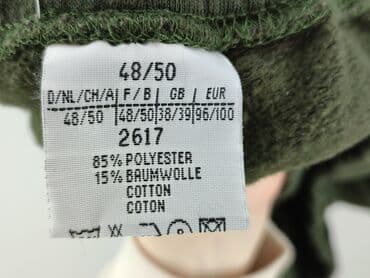 48/50
D/NL/CH/A F/B GB EUR
48/50 48/50 38/39 96/100
2617
85% POLYESTER
15% BAUMWOLLE
COTTON
COTON